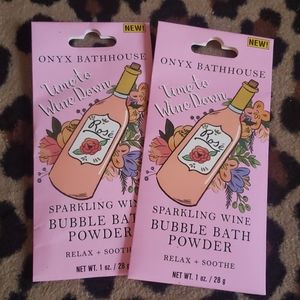 NEW!
ONYX BATHHOUSE
Time to
Wine Down
Rosé
SPARKLING WINE
BUBBLE BATH
POWDER
RELAX + SOOTHE
NET WT. 1 oz. / 28 g
NEW!
ONYX BATHHOUSE
Time to
Wine Down
Rosé
SPARKLING WINE
BUBBLE BATH
POWDER
RELAX + SOOTHE
NET WT. 1 oz. / 28 g